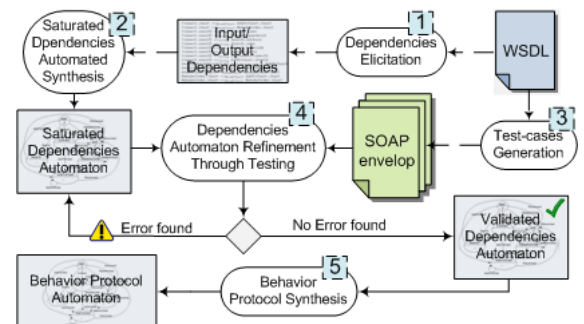 Saturated
Dpendencies
Automated
Synthesis
2
Input/
Output
Dependencies
1
Dependencies
Elicitation
WSDL
3
Test-cases
Generation
SOAP
envelop
4
Dependencies
Automaton Refinement
Through Testing
Saturated
Dependencies
Automaton
Error found
No Error found
Validated
Dependencies
Automaton
5
Behavior
Protocol Synthesis
Behavior Protocol
Automaton